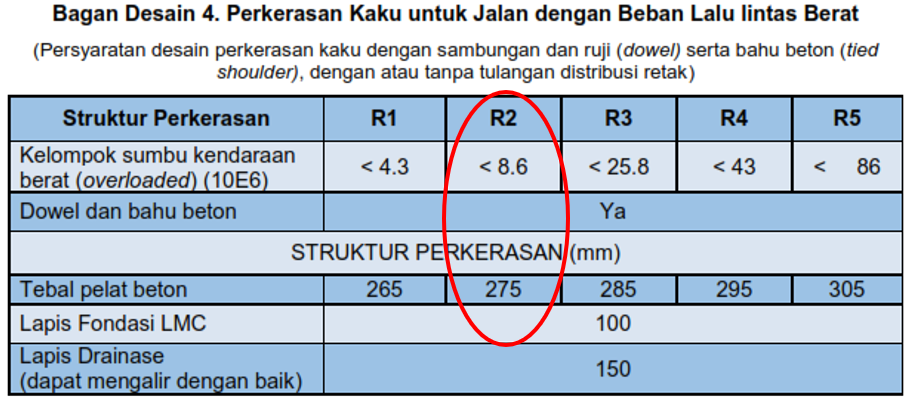 Bagan Desain 4. Perkerasan Kaku untuk Jalan dengan Beban Lalu lintas Berat
(Persyaratan desain perkerasan kaku dengan sambungan dan ruji (dowel) serta bahu beton (tied
shoulder), dengan atau tanpa tulangan distribusi retak)
Struktur Perkerasan R1 R2 R3 R4 R5
Kelompok sumbu kendaraan
berat (overloaded) (10E6) < 4.3 < 8.6 < 25.8 < 43 < 86
Dowel dan bahu beton Ya
STRUKTUR PERKERASAN (mm)
Tebal pelat beton 265 275 285 295 305
Lapis Fondasi LMC 100
Lapis Drainase
(dapat mengalir dengan baik) 150